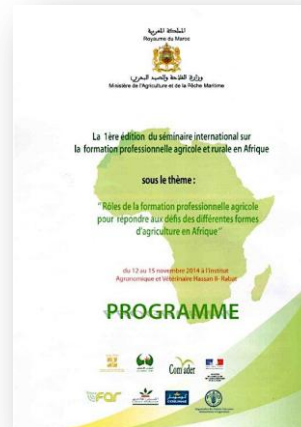 المملكة المغربية
Royaume du Maroc
وزارة الفلاحة والصيد البحري
Ministère de l'Agriculture et de la Pêche Maritime
La 1ère édition du séminaire international sur
la formation professionnelle agricole et rurale en Afrique
sous le thème :
"Rôles de la formation professionnelle agricole
pour répondre aux défis des différentes formes
d'agriculture en Afrique"
du 12 au 15 novembre 2014 à l'Institut
Agronomique et Vétérinaire Hassan II- Rabat
PROGRAMME
Com'ader
FAR